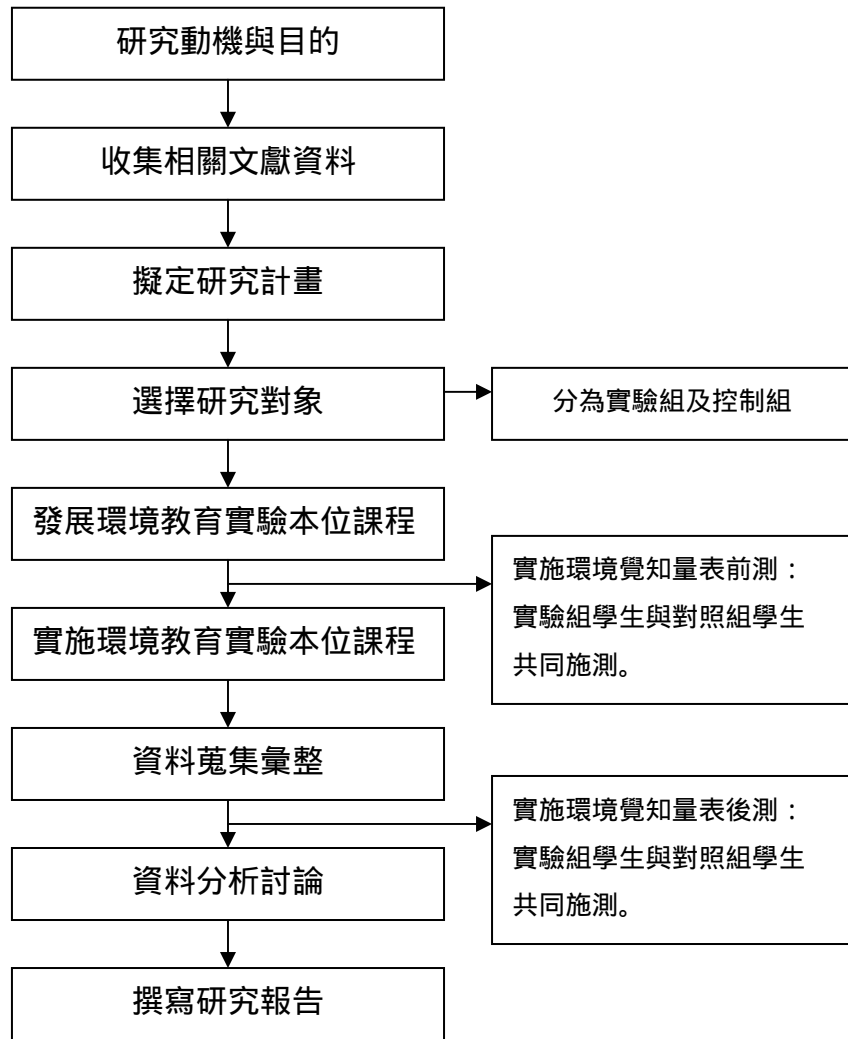 研究動機與目的
收集相關文獻資料
擬定研究計畫
選擇研究對象
分為實驗組及控制組
發展環境教育實驗本位課程
實施環境覺知量表前測：
實驗組學生與對照組學生
共同施測。
實施環境教育實驗本位課程
資料蒐集彙整
實施環境覺知量表後測：
實驗組學生與對照組學生
共同施測。
資料分析討論
撰寫研究報告